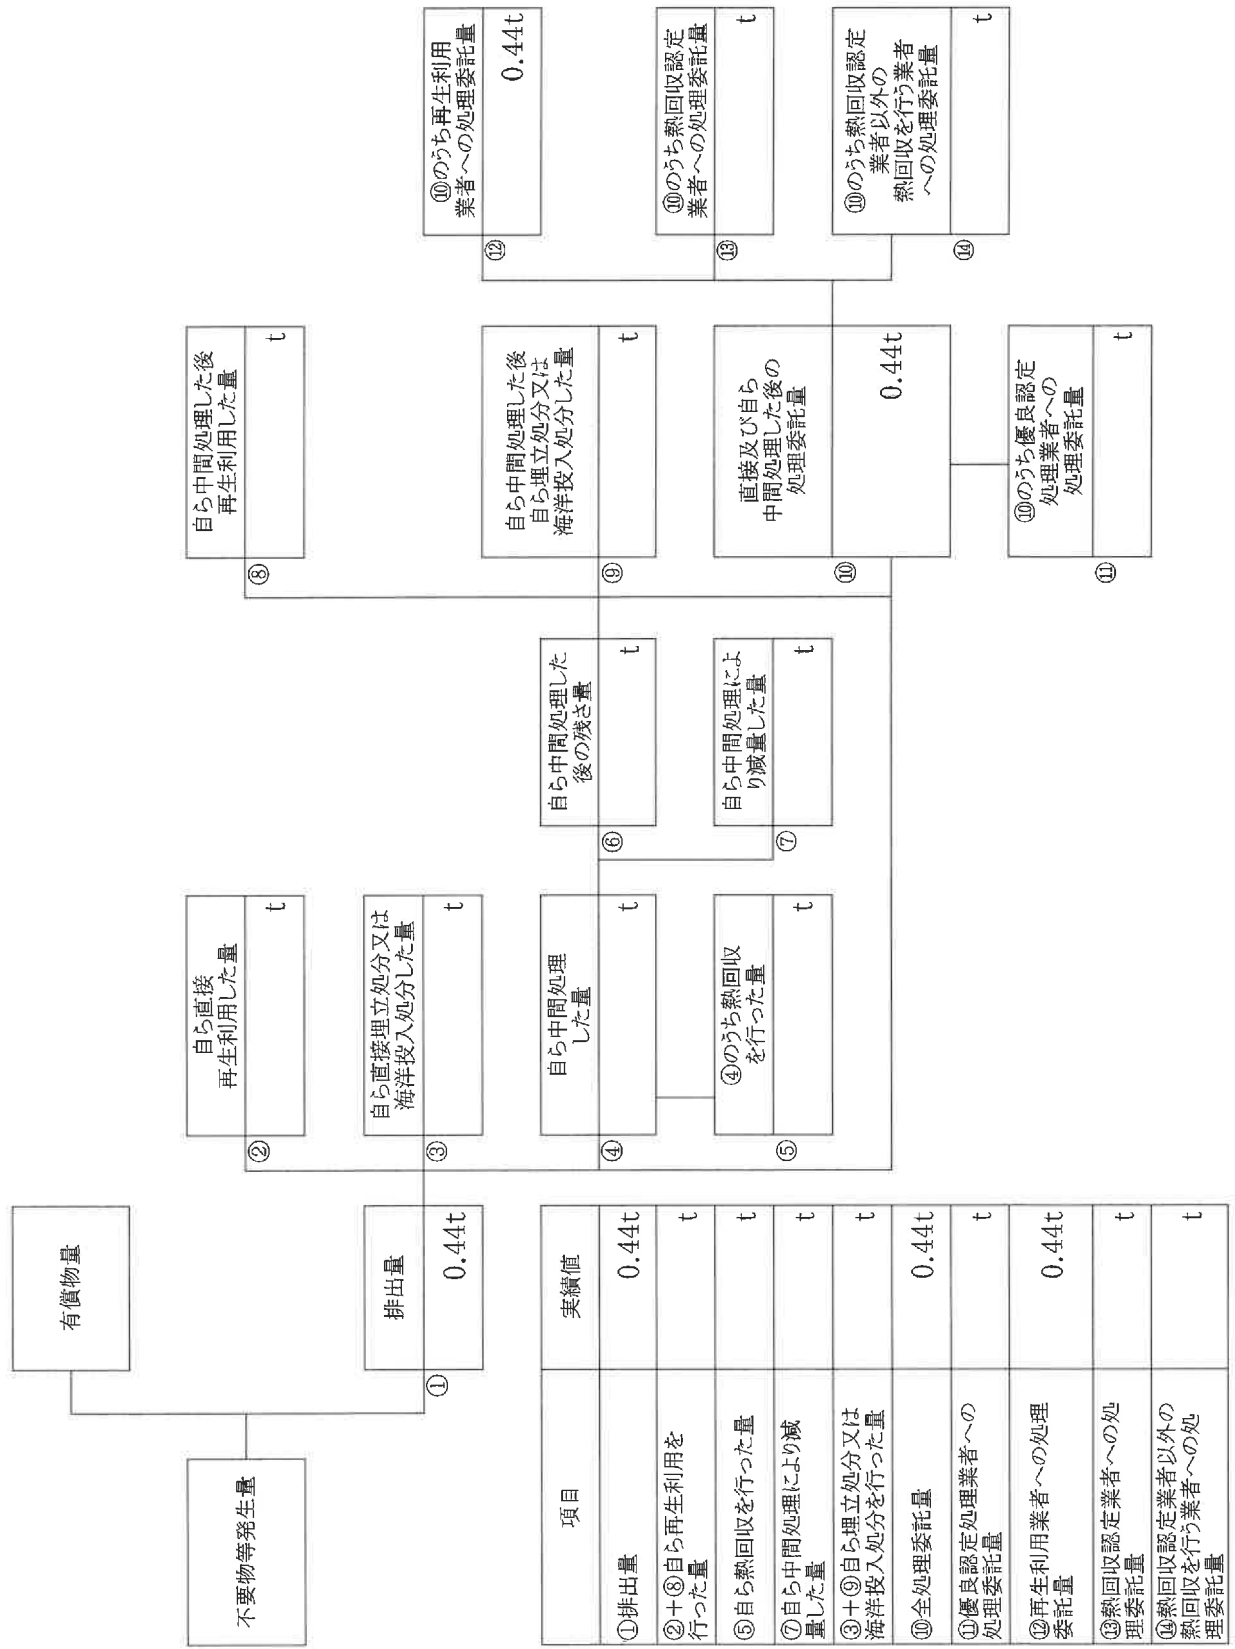 有償物量
不要物等発生量
排出量
①
0.44t
自ら直接
再生利用した量
②
t
自ら直接埋立処分又は
海洋投入処分した量
③
t
自ら中間処理
した量
④
t
④のうち熱回収
を行った量
⑤
t
自ら中間処理した
後の残さ量
⑥
t
自ら中間処理によ
り減量した量
⑦
t
自ら中間処理した後
再生利用した量
⑧
t
自ら中間処理した後
自ら埋立処分又は
海洋投入処分した量
⑨
t
直接及び自ら
中間処理した後の
処理委託量
⑩
0.44t
⑩のうち優良認定
処理業者への
処理委託量
⑪
t
⑩のうち再生利用
業者への処理委託量
⑫
0.44t
⑩のうち熱回収認定
業者への処理委託量
⑬
t
⑩のうち熱回収認定
業者以外の
熱回収を行う業者
への処理委託量
⑭
t
項目 実績値
①排出量 0.44t
②+⑧自ら再生利用を
行った量 t
⑤自ら熱回収を行った量 t
⑦自ら中間処理により減
量した量 t
③+⑨自ら埋立処分又は
海洋投入処分を行った量 t
⑩全処理委託量 0.44t
⑪優良認定処理業者への
処理委託量 t
⑫再生利用業者への処理
委託量 0.44t
⑬熱回収認定業者への処
理委託量 t
⑭熱回収認定業者以外の
熱回収を行う業者への処
理委託量 t